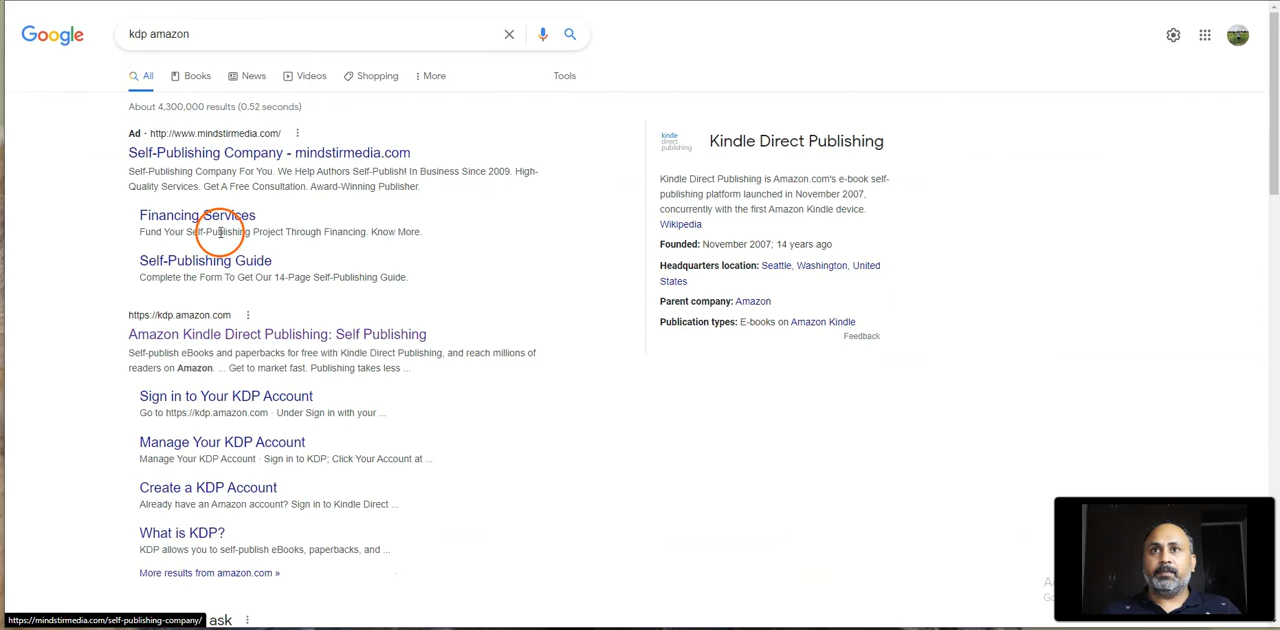 Google
kdp amazon
All
Books
News
Videos
Shopping
More
Tools
About 4,300,000 results (0.52 seconds)
Ad · http://www.mindstirmedia.com/
Self-Publishing Company - mindstirmedia.com
Self-Publishing Company For You. We Help Authors Self-Publish! In Business Since 2009. High-
Quality Services. Get A Free Consultation. Award-Winning Publisher.
Financing Services
Fund Your Self-Publishing Project Through Financing. Know More.
Self-Publishing Guide
Complete the Form To Get Our 14-Page Self-Publishing Guide.
https://kdp.amazon.com
Amazon Kindle Direct Publishing: Self Publishing
Self-publish eBooks and paperbacks for free with Kindle Direct Publishing, and reach millions of
readers on Amazon. ... Get to market fast. Publishing takes less ...
Sign in to Your KDP Account
Go to https://kdp.amazon.com · Under Sign in with your ...
Manage Your KDP Account
Manage Your KDP Account · Sign in to KDP; Click Your Account at ...
Create a KDP Account
Already have an Amazon account? Sign in to Kindle Direct ...
What is KDP?
KDP allows you to self-publish eBooks, paperbacks, and ...
More results from amazon.com »
https://mindstirmedia.com/self-publishing-company/
ask
kindle
direct
publishing
Kindle Direct Publishing
Kindle Direct Publishing is Amazon.com's e-book self-
publishing platform launched in November 2007,
concurrently with the first Amazon Kindle device.
Wikipedia
Founded: November 2007; 14 years ago
Headquarters location: Seattle, Washington, United
States
Parent company: Amazon
Publication types: E-books on Amazon Kindle
Feedback